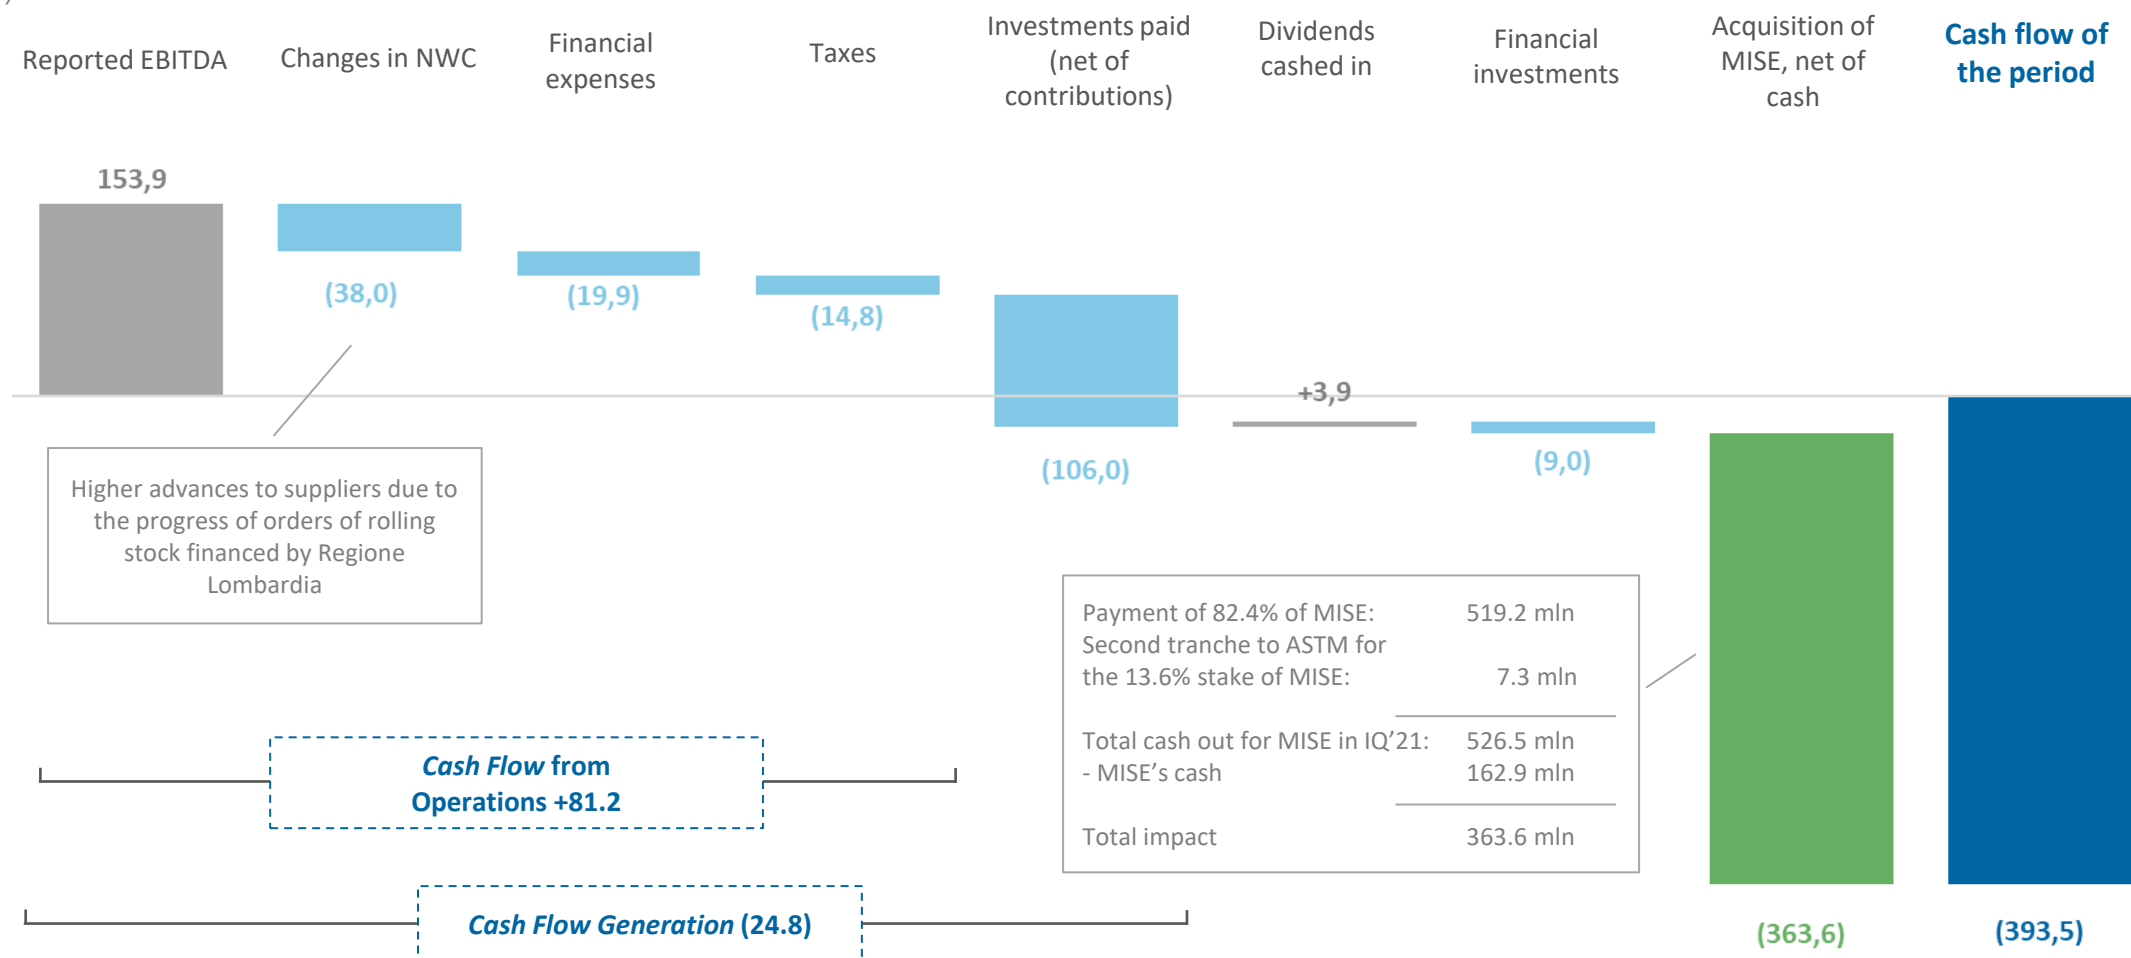 )
Reported EBITDA
Changes in NWC
Financial
expenses
Taxes
Investments paid
(net of
contributions)
Dividends
cashed in
Financial
investments
Acquisition of
MISE, net of
cash
Cash flow of
the period
153,9
(38,0)
(19,9)
(14,8)
(106,0)
+3,9
(9,0)
(363,6)
(393,5)
Higher advances to suppliers due to
the progress of orders of rolling
stock financed by Regione
Lombardia
Payment of 82.4% of MISE: 519.2 mln
Second tranche to ASTM for
the 13.6% stake of MISE: 7.3 mln
Total cash out for MISE in IQ’21: 526.5 mln
- MISE’s cash 162.9 mln
Total impact 363.6 mln
Cash Flow from
Operations +81.2
Cash Flow Generation (24.8)